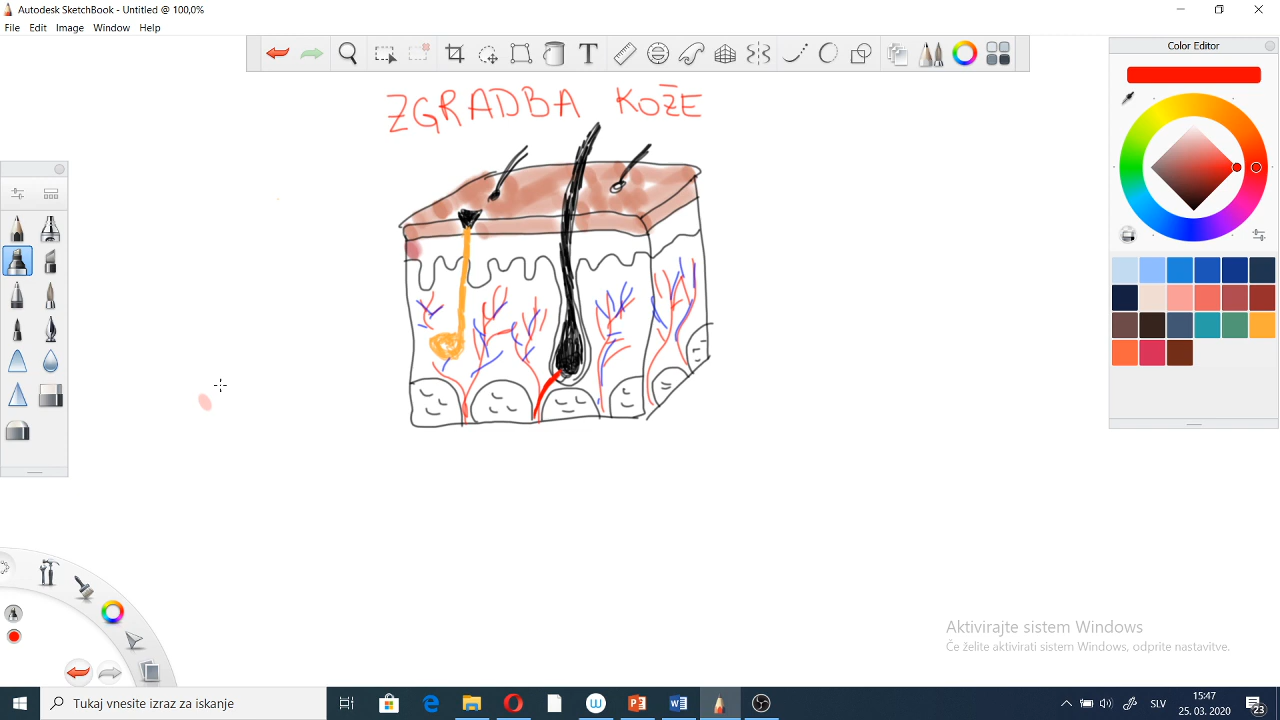 Autodesk SketchBook - Untitled @ 100,0%
File Edit Image Window Help
T
Color Editor
ZGRADBA KOŽE
Aktivirajte sistem Windows
Če želite aktivirati sistem Windows, odprite nastavitve.
Tukaj vnesite izraz za iskanje
SLV
15:47
25. 03. 2020
23